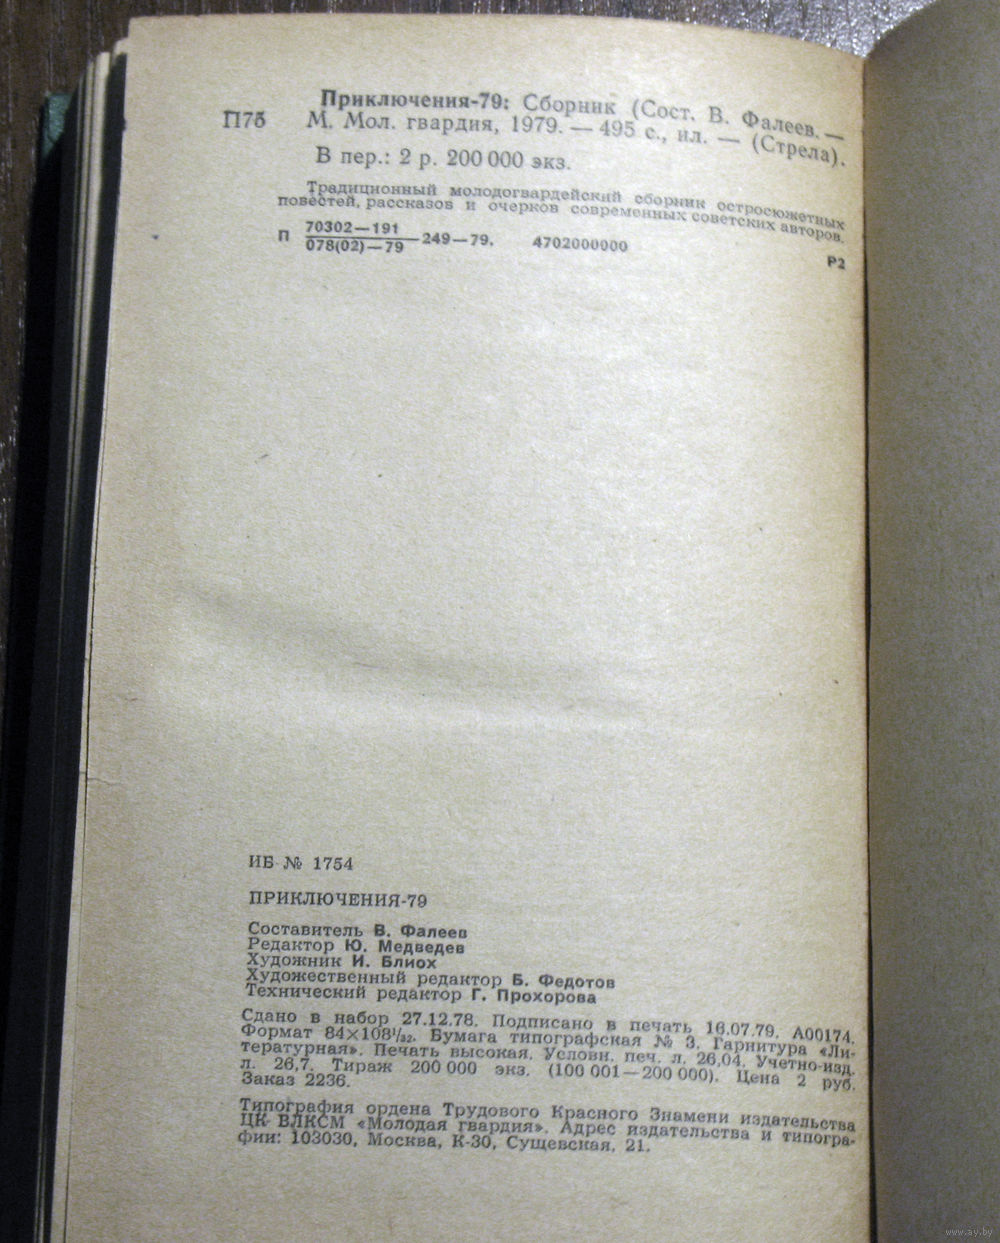 Приключения-79: Сборник (Сост. В. Фалеев.—
П75 М. Мол. гвардия, 1979. — 495 с., ил. — (Стрела).
В пер.: 2 р. 200 000 экз.
Традиционный молодогвардейский сборник остросюжетных
повестей, рассказов и очерков современных советских авторов.
70302—191
П 249—79. 4702000000
078(02)—79
Р2
ИБ № 1754
ПРИКЛЮЧЕНИЯ-79
Составитель В. Фалеев
Редактор Ю. Медведев
Художник И. Блиох
Художественный редактор Б. Федотов
Технический редактор Г. Прохорова
Сдано в набор 27.12.78. Подписано в печать 16.07.79. А00174.
Формат 84×108¹/₃₂. Бумага типографская № 3. Гарнитура «Ли-
тературная». Печать высокая. Условн. печ. л. 26,04. Учетно-изд.
л. 26,7. Тираж 200 000 экз. (100 001—200 000). Цена 2 руб.
Заказ 2236.
Типография ордена Трудового Красного Знамени издательства
ЦК ВЛКСМ «Молодая гвардия». Адрес издательства и типогра-
фии: 103030, Москва, К-30, Сущевская, 21.
www.ay.by